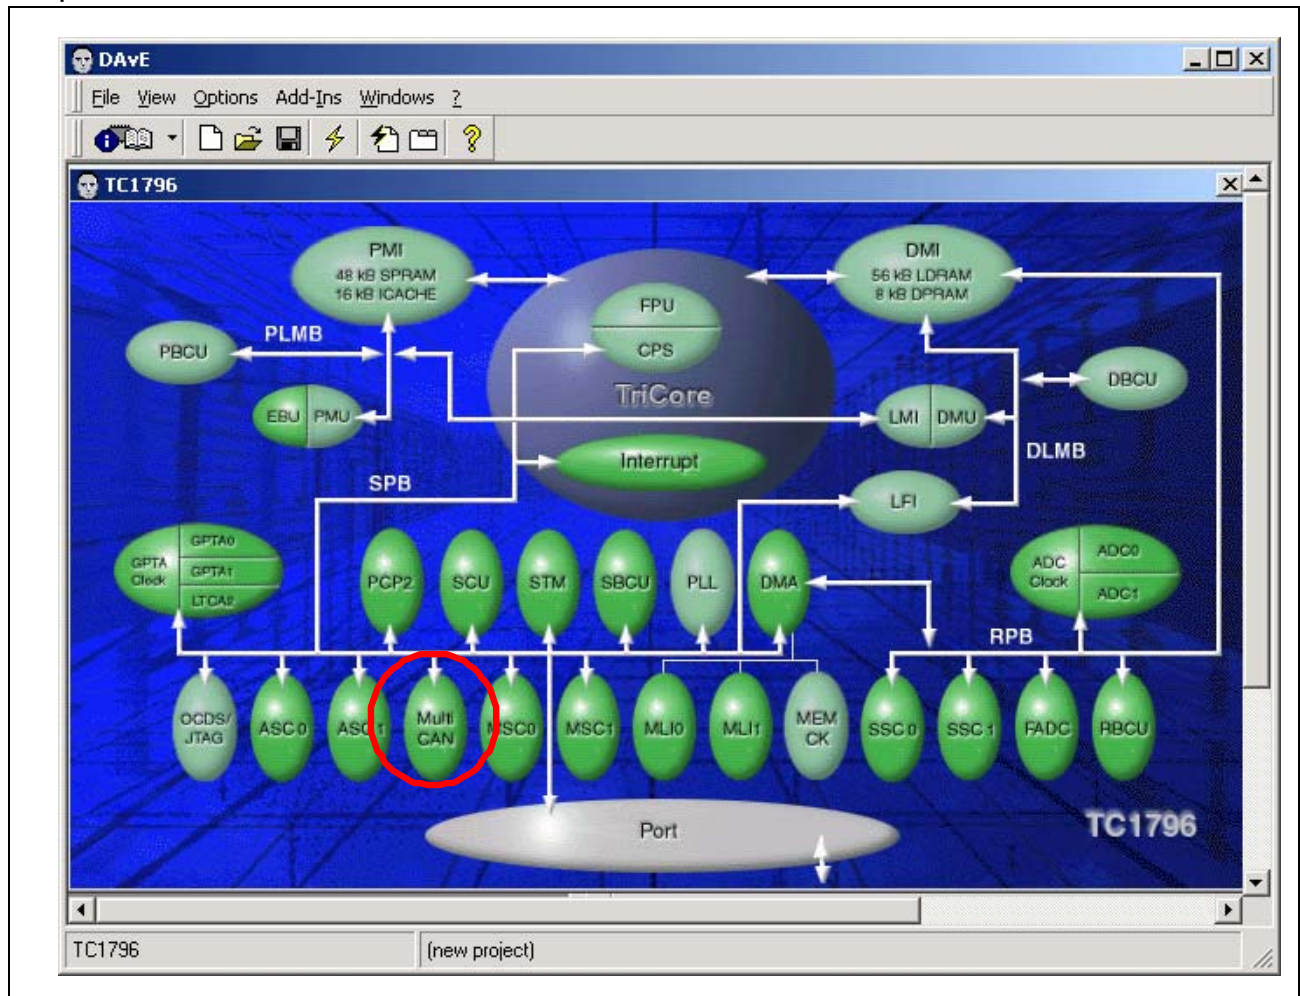 DAvE
File View Options Add-Ins Windows ?
TC1796
PMI
48 kB SPRAM
16 kB ICACHE
DMI
56 kB LDRAM
8 kB DPRAM
FPU
CPS
TriCore
Interrupt
PBCU
PLMB
EBU PMU
LMI DMU
DBCU
DLMB
SPB
LFI
GPTA
Clock
GPTA0
GPTA1
LTCA2
PCP2
SCU
STM
SBCU
PLL
DMA
ADC
Clock
ADC0
ADC1
RPB
OCDS/
JTAG
ASC0
ASC1
Multi
CAN
MSC0
MSC1
MLI0
MLI1
MEM
CK
SSC0
SSC1
FADC
RBCU
Port
TC1796
TC1796
(new project)